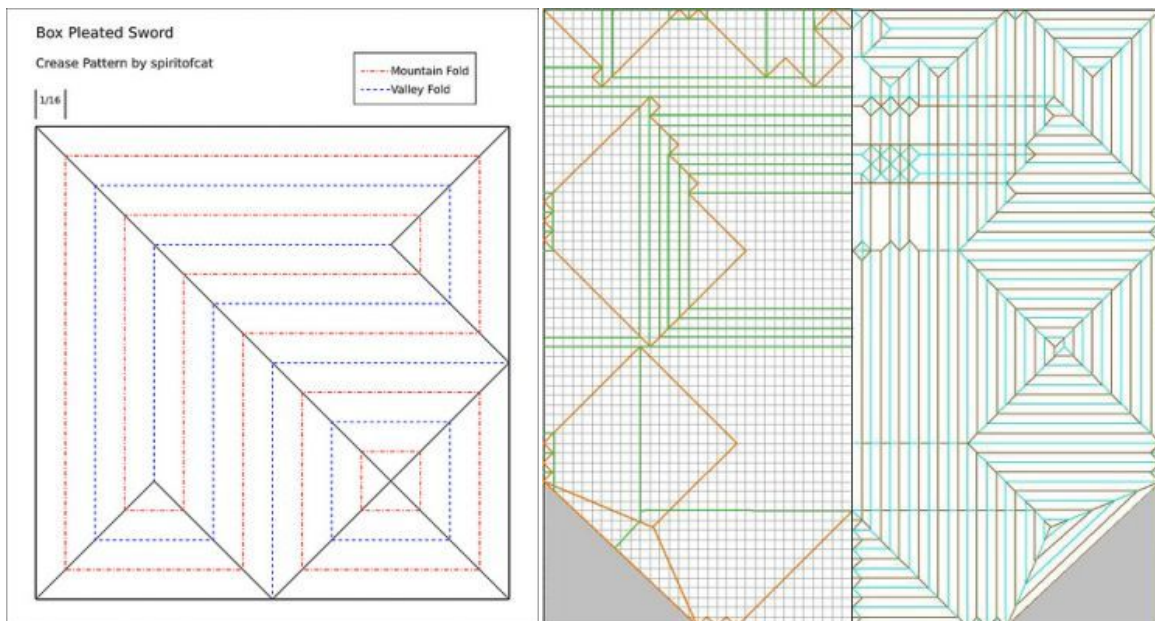 Box Pleated Sword
Crease Pattern by spiritofcat
Mountain Fold
Valley Fold
1/16